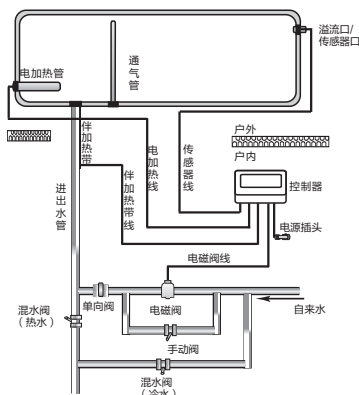 溢流口/
传感器口
通气管
电加热管
伴加热带
电加热线
传感器线
户外
户内
伴加热带线
进出水管
控制器
电源插头
电磁阀线
单向阀
电磁阀
自来水
混水阀
（热水）
手动阀
混水阀
（冷水）